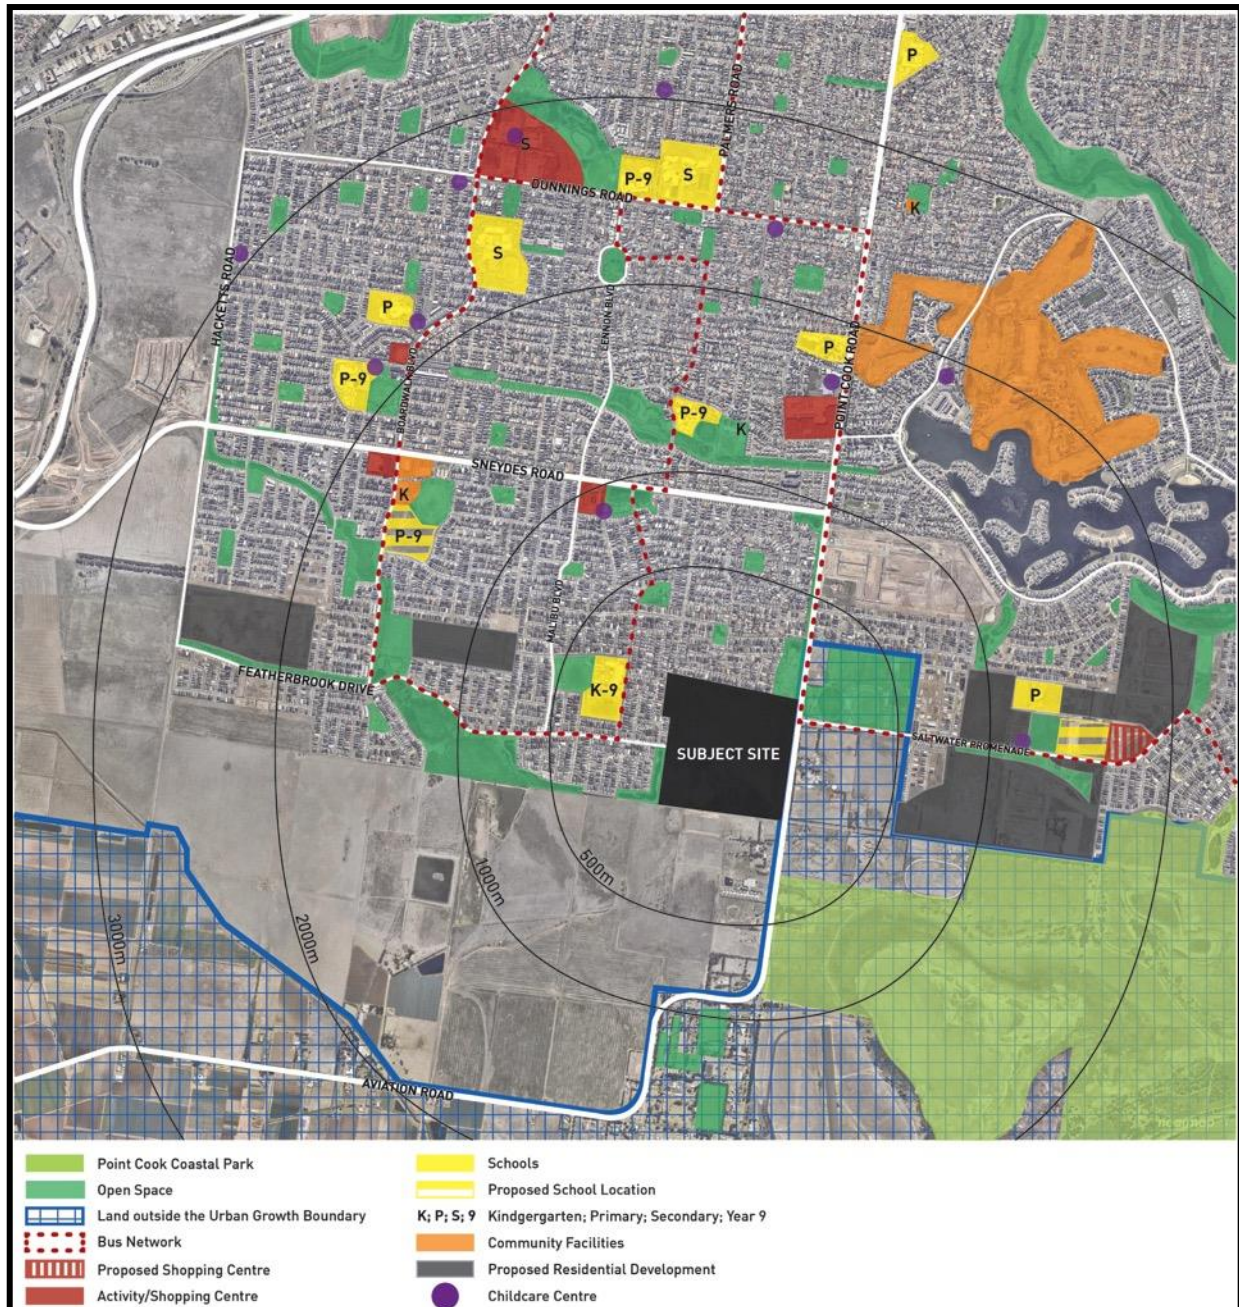 P
PALMERS ROAD
S
P-9
S
DUNNINGS ROAD
K
HACKETTS ROAD
S
LENNON BLVD
P
P
POINT COOK ROAD
BOARDWALK BLVD
P-9
P-9
K
SNEYDES ROAD
K
P-9
MALIBU BLVD
K-9
FEATHERBROOK DRIVE
P
SUBJECT SITE
SALTWATER PROMENADE
500m
1000m
2000m
3000m
AVIATION ROAD
Point Cook Coastal Park
Open Space
Land outside the Urban Growth Boundary
Bus Network
Proposed Shopping Centre
Activity/Shopping Centre
Schools
Proposed School Location
K; P; S; 9 Kindgergarten; Primary; Secondary; Year 9
Community Facilities
Proposed Residential Development
Childcare Centre